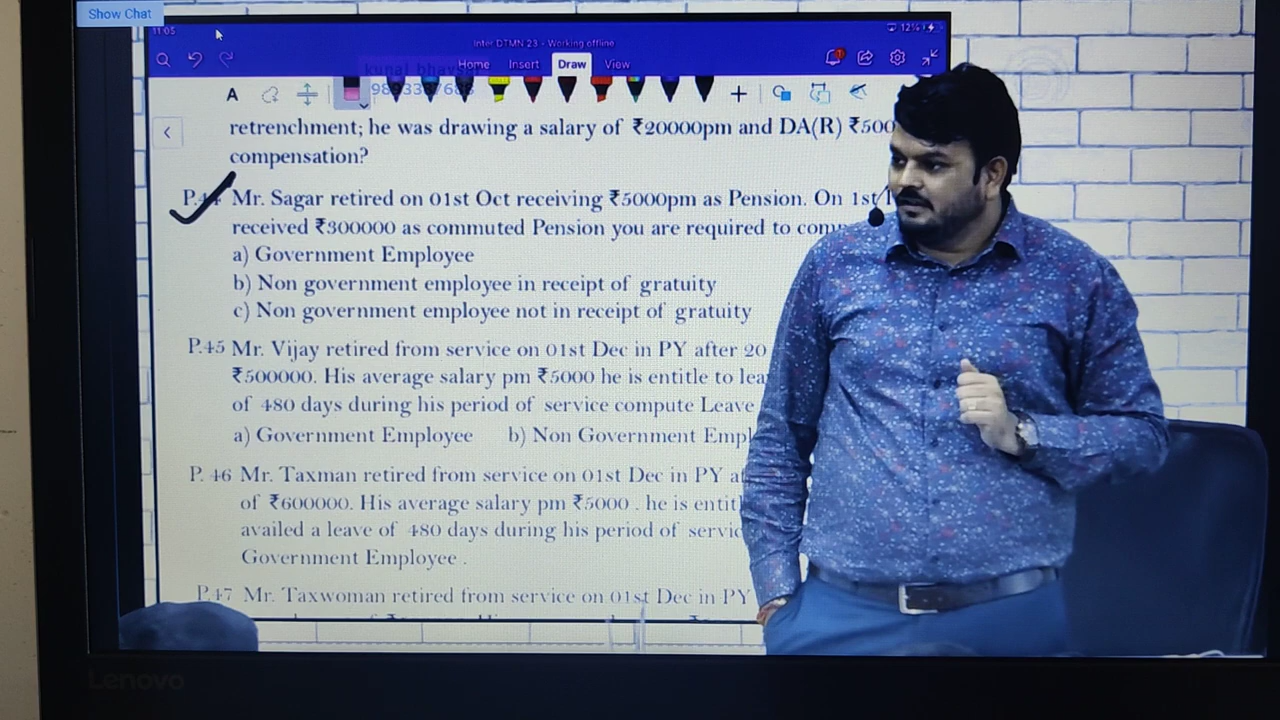 Show Chat
11:05
12%
Inter DTMN 23 - Working offline
Home Insert Draw View
kunal bhavsar
A
retrenchment; he was drawing a salary of ₹20000pm and DA(R) ₹500
compensation?
Mr. Sagar retired on 01st Oct receiving ₹5000pm as Pension. On 1st
received ₹300000 as commuted Pension you are required to
a) Government Employee
b) Non government employee in receipt of gratuity
c) Non government employee not in receipt of gratuity
P.45 Mr. Vijay retired from service on 01st Dec in PY after 20
₹500000. His average salary pm ₹5000 he is entitle to
of 480 days during his period of service compute Leave
a) Government Employee b) Non Government
P. 46 Mr. Taxman retired from service on 01st Dec in PY
of ₹600000. His average salary pm ₹5000 . he is
availed a leave of 480 days during his period of
Government Employee .
P.47 Mr. Taxwoman retired from service on 01st Dec in PY
Lenovo